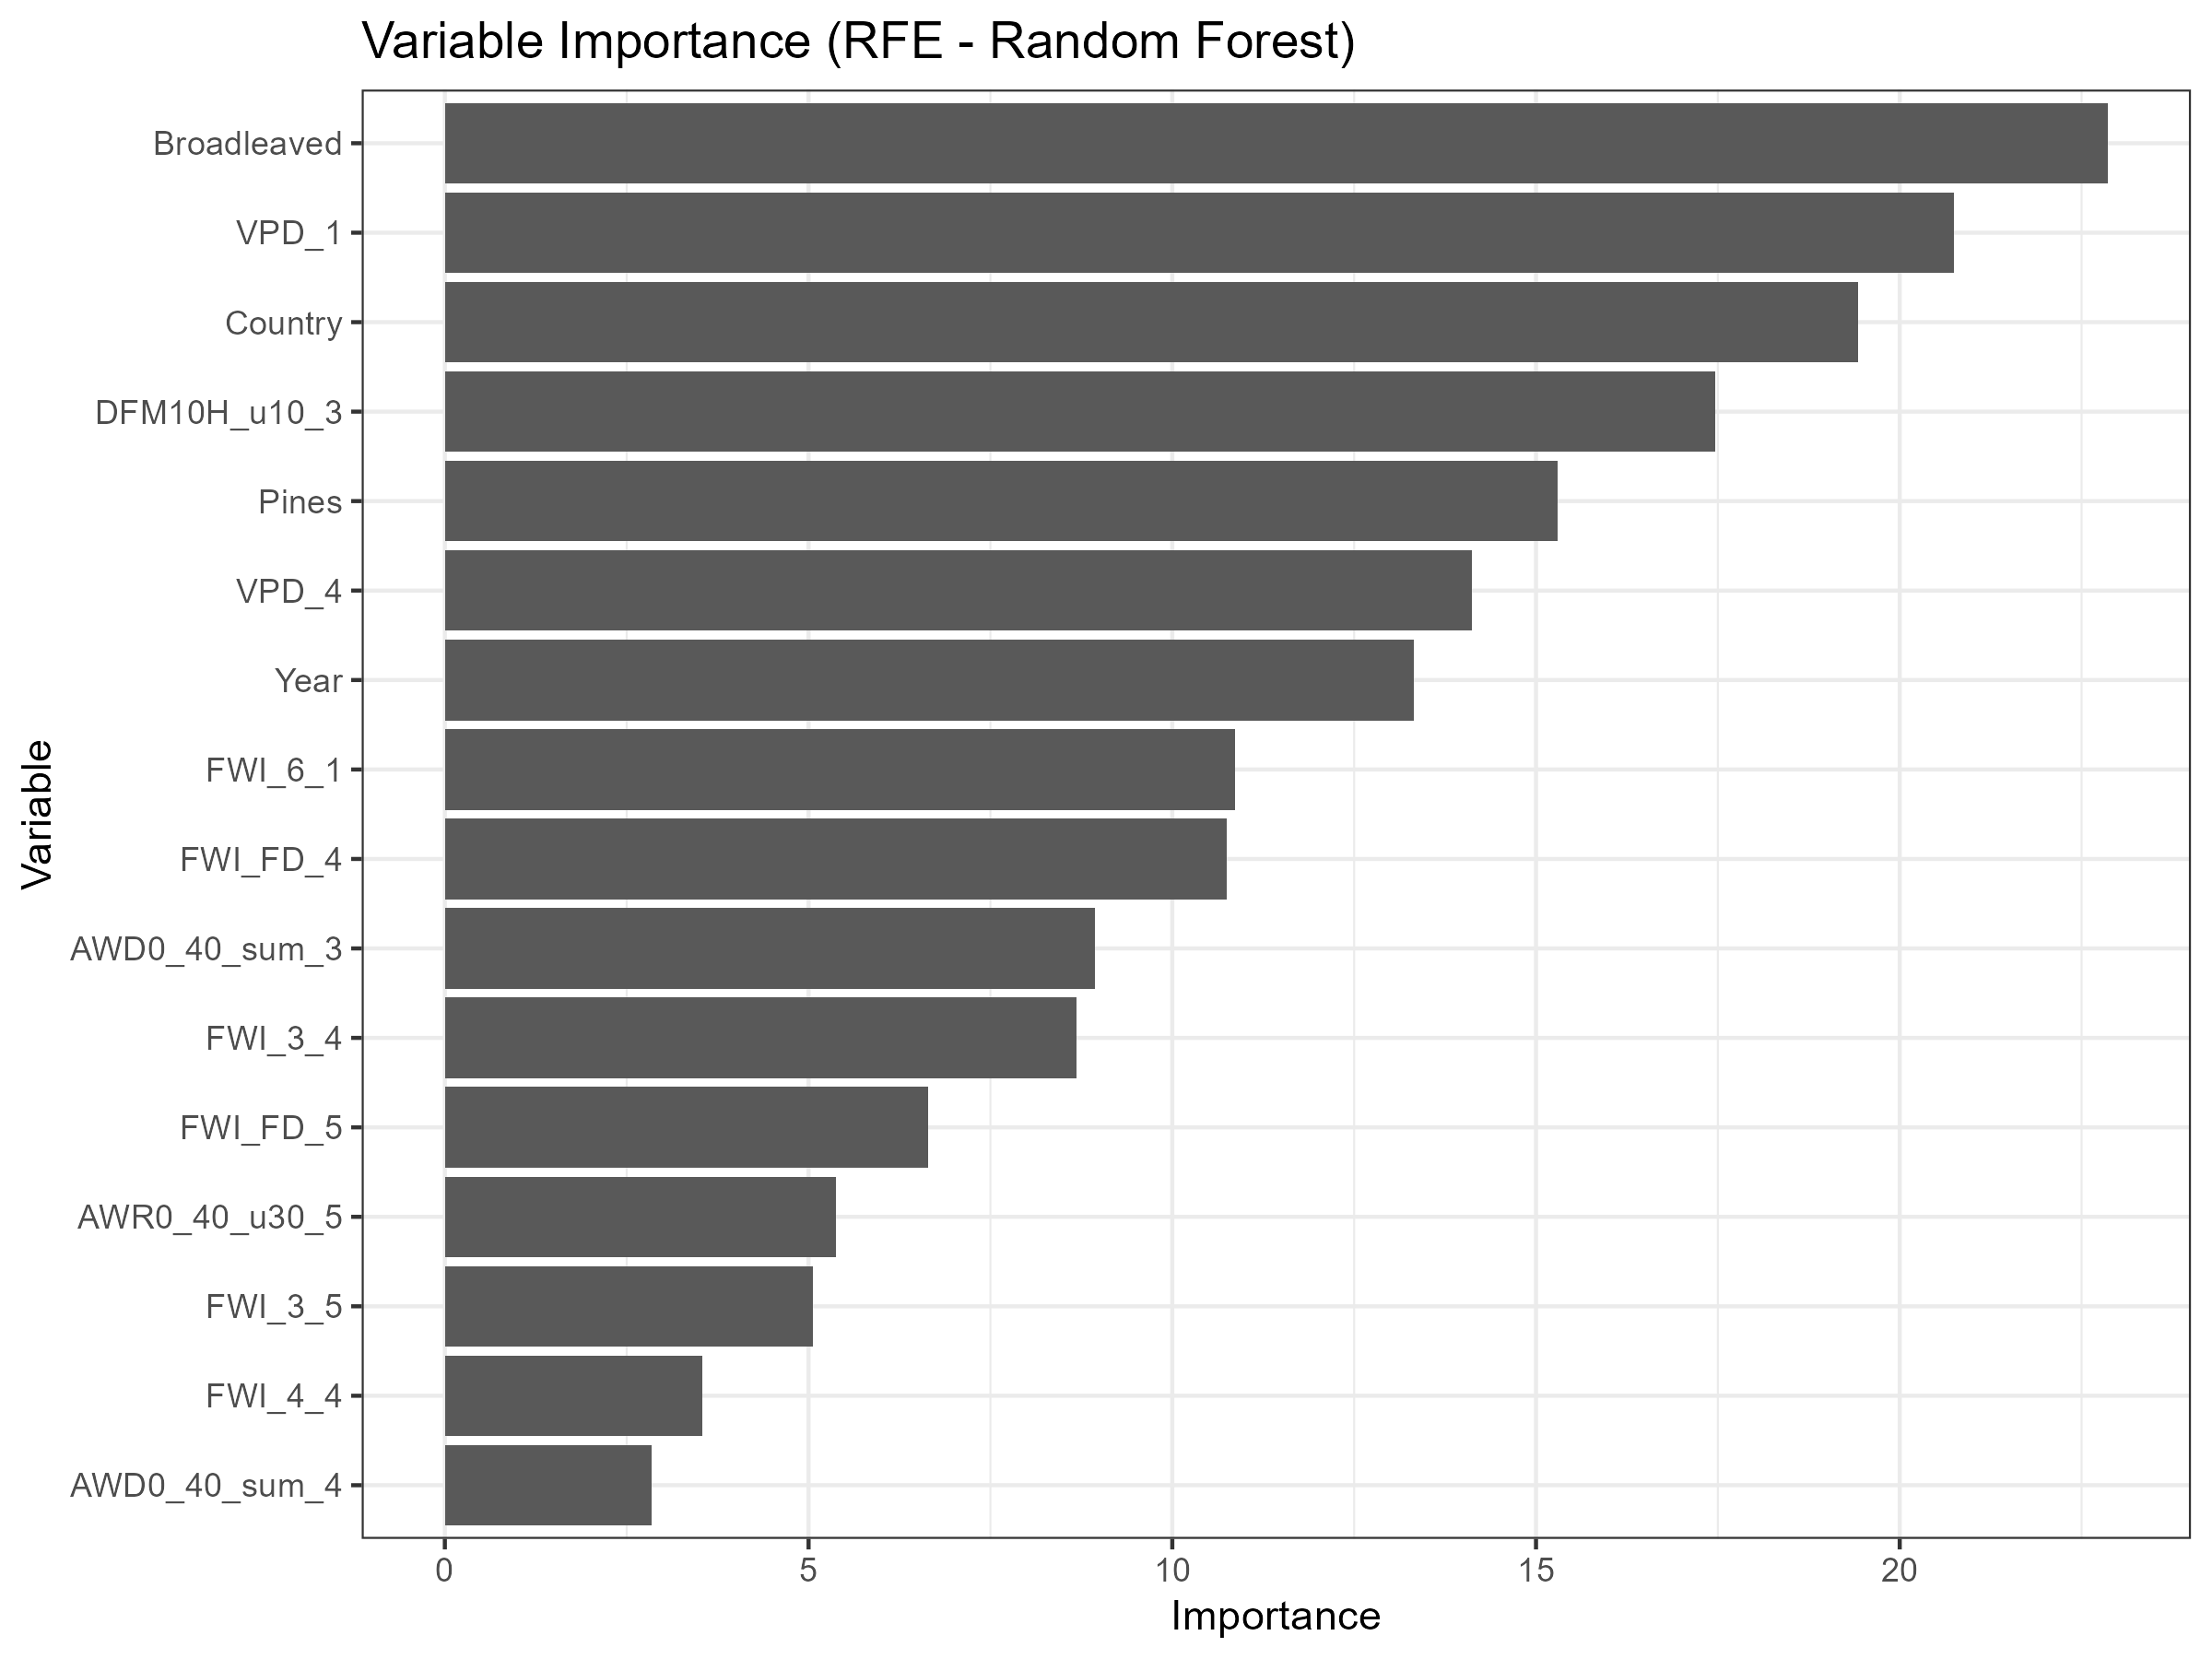 Variable Importance (RFE - Random Forest)
Variable
Broadleaved
VPD_1
Country
DFM10H_u10_3
Pines
VPD_4
Year
FWI_6_1
FWI_FD_4
AWD0_40_sum_3
FWI_3_4
FWI_FD_5
AWR0_40_u30_5
FWI_3_5
FWI_4_4
AWD0_40_sum_4
0 5 10 15 20
Importance